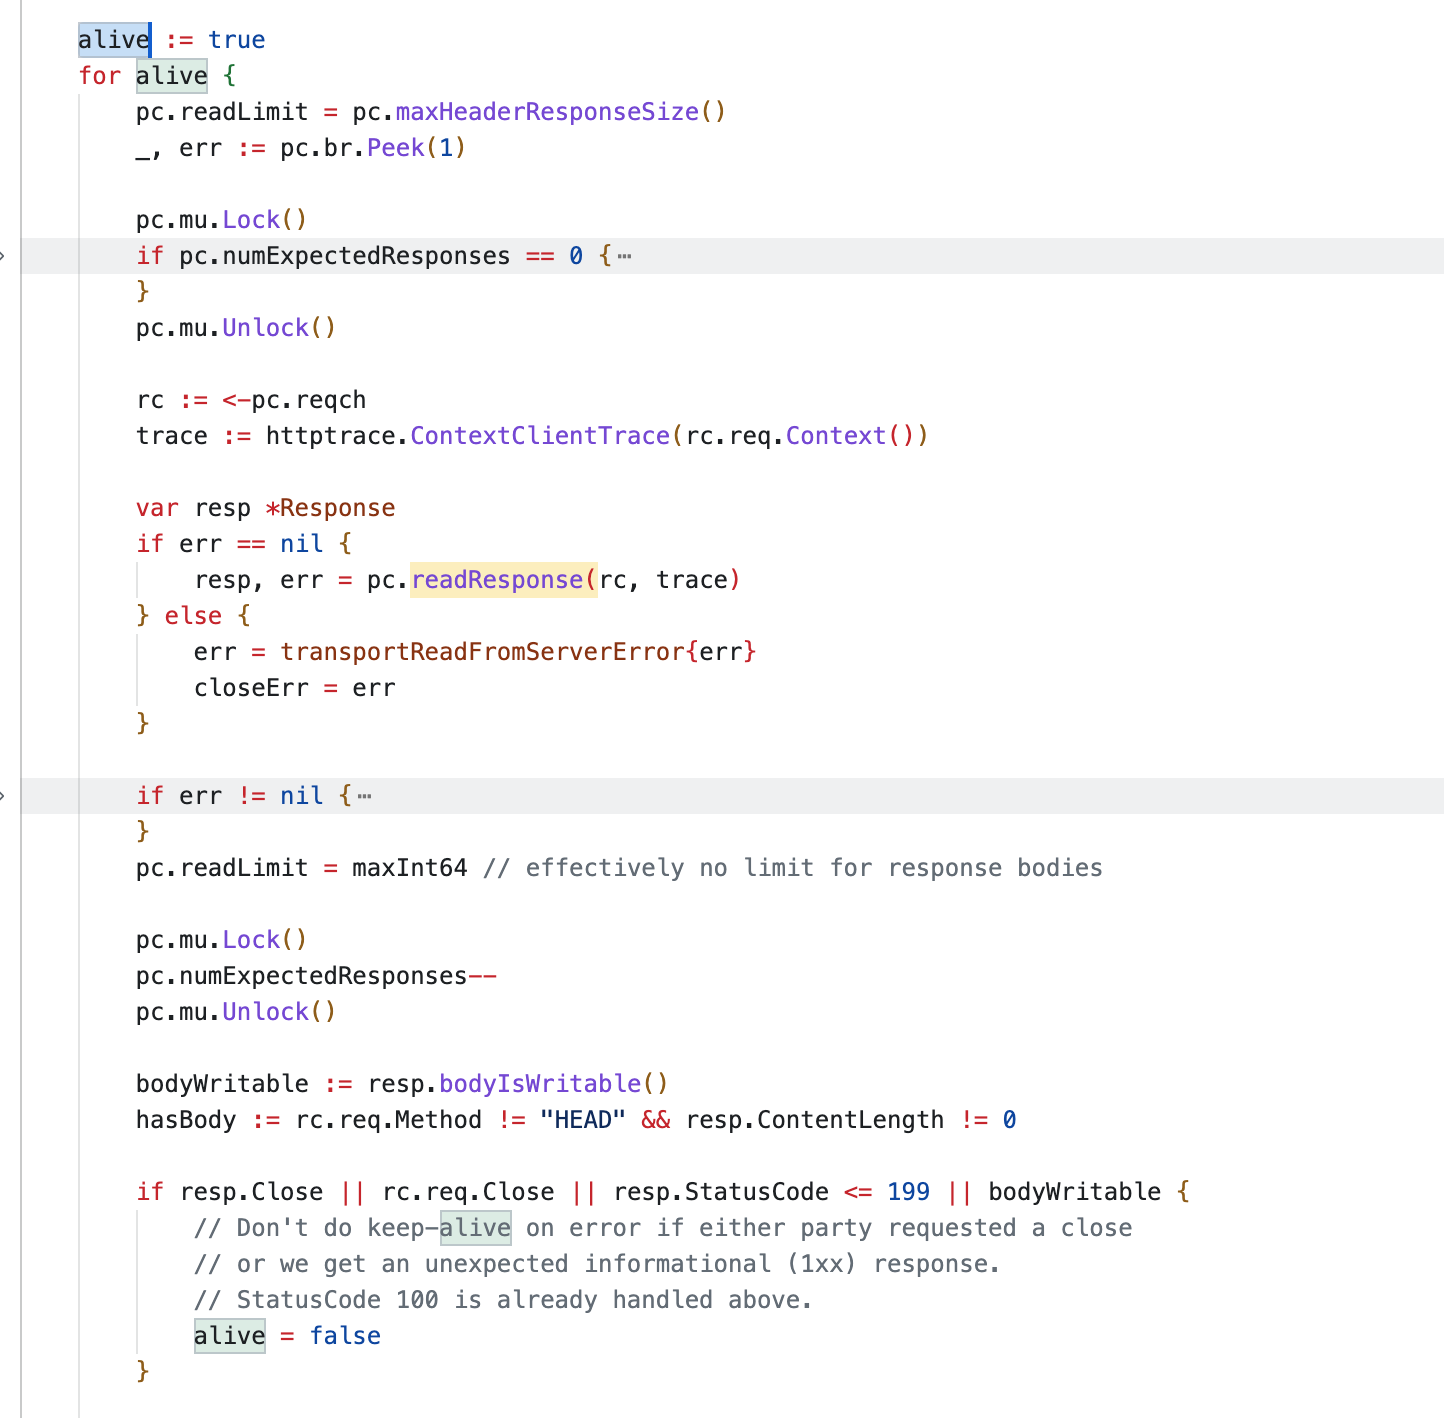 alive := true
for alive {
pc.readLimit = pc.maxHeaderResponseSize()
_, err := pc.br.Peek(1)
pc.mu.Lock()
if pc.numExpectedResponses == 0 {⋯
}
pc.mu.Unlock()
rc := <-pc.reqch
trace := httptrace.ContextClientTrace(rc.req.Context())
var resp *Response
if err == nil {
resp, err = pc.readResponse(rc, trace)
} else {
err = transportReadFromServerError{err}
closeErr = err
}
if err != nil {⋯
}
pc.readLimit = maxInt64 // effectively no limit for response bodies
pc.mu.Lock()
pc.numExpectedResponses--
pc.mu.Unlock()
bodyWritable := resp.bodyIsWritable()
hasBody := rc.req.Method != "HEAD" && resp.ContentLength != 0
if resp.Close || rc.req.Close || resp.StatusCode <= 199 || bodyWritable {
// Don't do keep-alive on error if either party requested a close
// or we get an unexpected informational (1xx) response.
// StatusCode 100 is already handled above.
alive = false
}